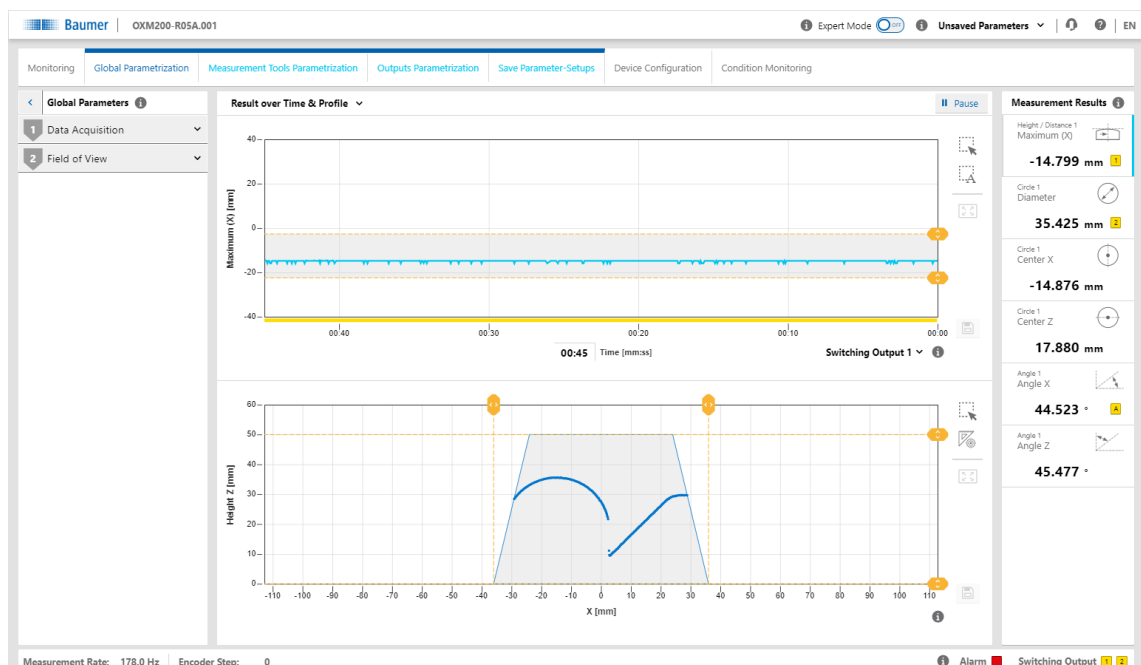 Baumer
OXM200-R05A.001
Expert Mode
OFF
Unsaved Parameters
EN
Monitoring
Global Parametrization
Measurement Tools Parametrization
Outputs Parametrization
Save Parameter-Setups
Device Configuration
Condition Monitoring
Global Parameters
1 Data Acquisition
2 Field of View
Result over Time & Profile
Pause
Maximum (X) [mm]
40
20
0
-20
-40
00:40 00:30 00:20 00:10 00:00
00:45 Time [mm:ss]
Switching Output 1
A
Height Z [mm]
60
50
40
30
20
10
0
-110 -100 -90 -80 -70 -60 -50 -40 -30 -20 -10 0 10 20 30 40 50 60 70 80 90 100 110
X [mm]
Measurement Results
Height / Distance 1
Maximum (X)
-14.799 mm 1
Circle 1
Diameter
35.425 mm 2
Circle 1
Center X
-14.876 mm
Circle 1
Center Z
17.880 mm
Angle 1
Angle X
44.523 ° A
Angle 1
Angle Z
45.477 °
Measurement Rate: 178.0 Hz
Encoder Step: 0
Alarm
Switching Output 1 2